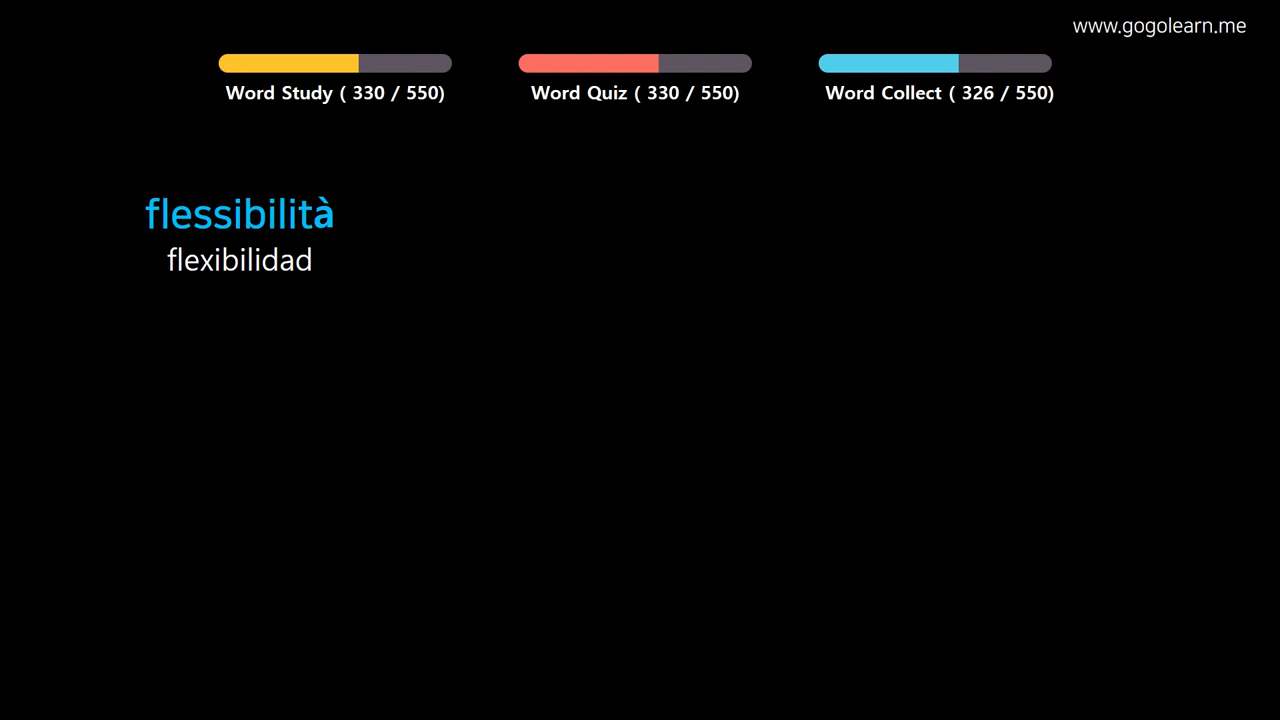 www.gogolearn.me
Word Study ( 330 / 550)
Word Quiz ( 330 / 550)
Word Collect ( 326 / 550)
flessibilità
flexibilidad